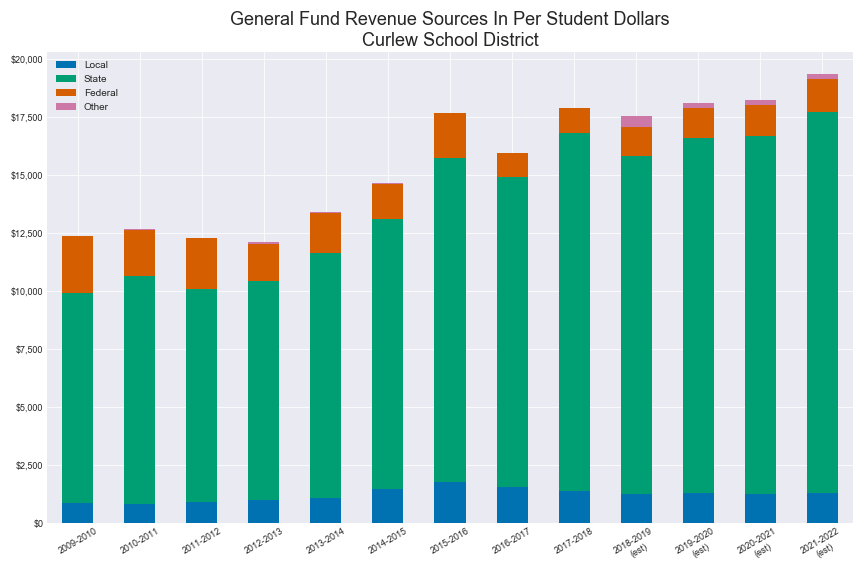 General Fund Revenue Sources In Per Student Dollars
Curlew School District
Local
State
Federal
Other
$20,000
$17,500
$15,000
$12,500
$10,000
$7,500
$5,000
$2,500
$0
2009-2010
2010-2011
2011-2012
2012-2013
2013-2014
2014-2015
2015-2016
2016-2017
2017-2018
2018-2019
(est)
2019-2020
(est)
2020-2021
(est)
2021-2022
(est)